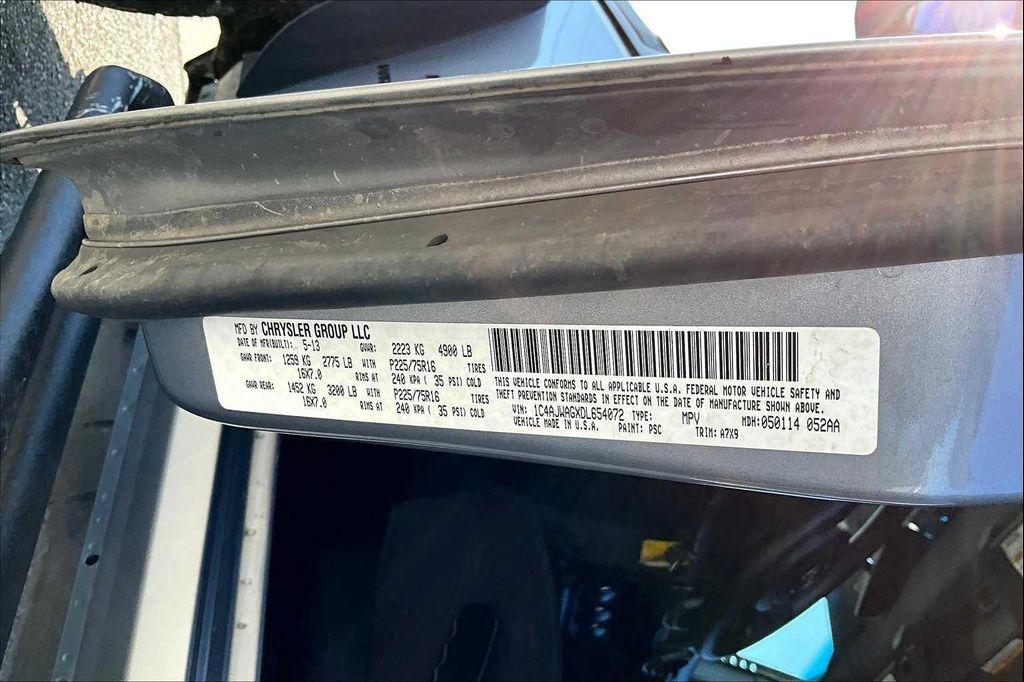 MFD BY CHRYSLER GROUP LLC
DATE OF MFR(BUILT): 5-13 GVWR: 2223 KG 4900 LB
GAWR FRONT: 1259 KG 2775 LB WITH P225/75R16 TIRES
16X7.0 RIMS AT 240 KPA ( 35 PSI) COLD
GAWR REAR: 1452 KG 3200 LB WITH P225/75R16 TIRES
16X7.0 RIMS AT 240 KPA ( 35 PSI) COLD
THIS VEHICLE CONFORMS TO ALL APPLICABLE U.S.A. FEDERAL MOTOR VEHICLE SAFETY AND
THEFT PREVENTION STANDARDS IN EFFECT ON THE DATE OF MANUFACTURE SHOWN ABOVE.
VIN: 1C4AJWAGXDL654072 TYPE: MPV MDH:050114 052AA
VEHICLE MADE IN U.S.A. PAINT: PSC TRIM: A7X9